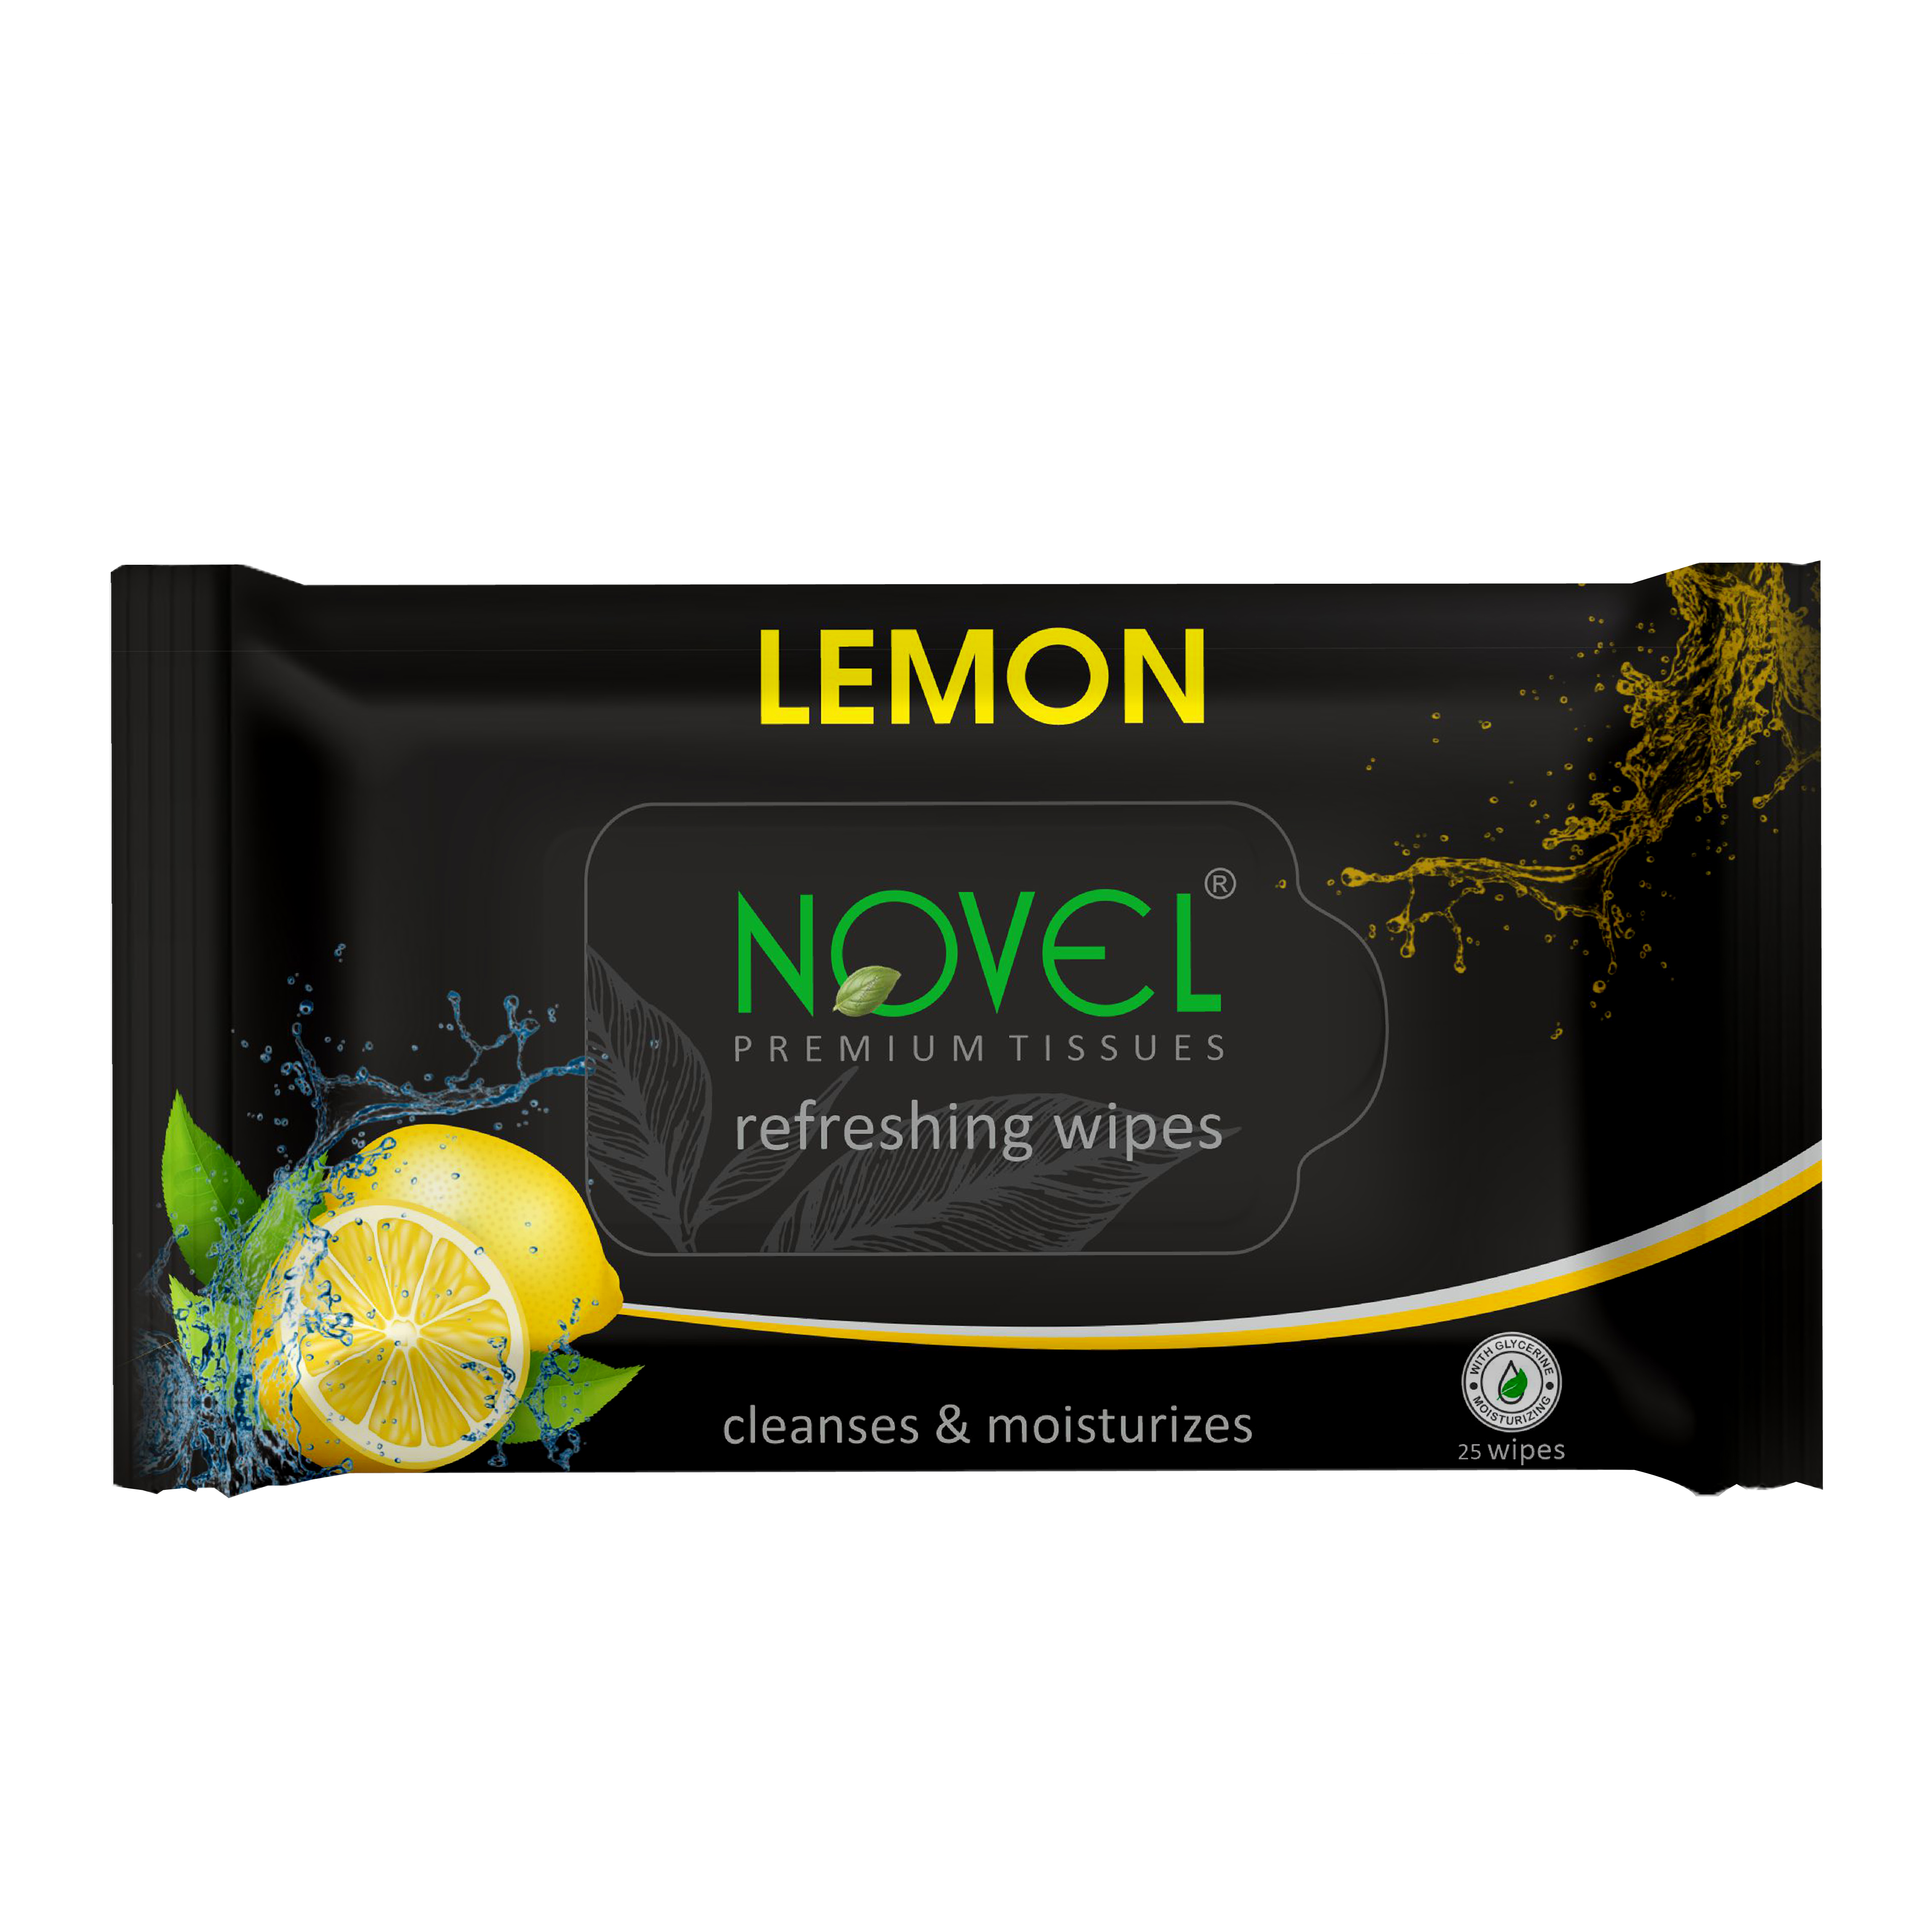 LEMON
NOVEL®
PREMIUM TISSUES
refreshing wipes
cleanses & moisturizes
WITH GLYCERINE
MOISTURIZING
25 wipes